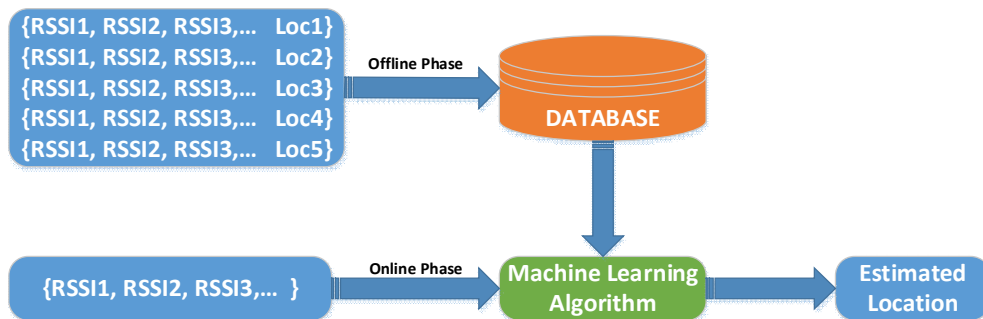 {RSSI1, RSSI2, RSSI3,... Loc1}
{RSSI1, RSSI2, RSSI3,... Loc2}
{RSSI1, RSSI2, RSSI3,... Loc3}
{RSSI1, RSSI2, RSSI3,... Loc4}
{RSSI1, RSSI2, RSSI3,... Loc5}
Offline Phase
DATABASE
{RSSI1, RSSI2, RSSI3,... }
Online Phase
Machine Learning
Algorithm
Estimated
Location